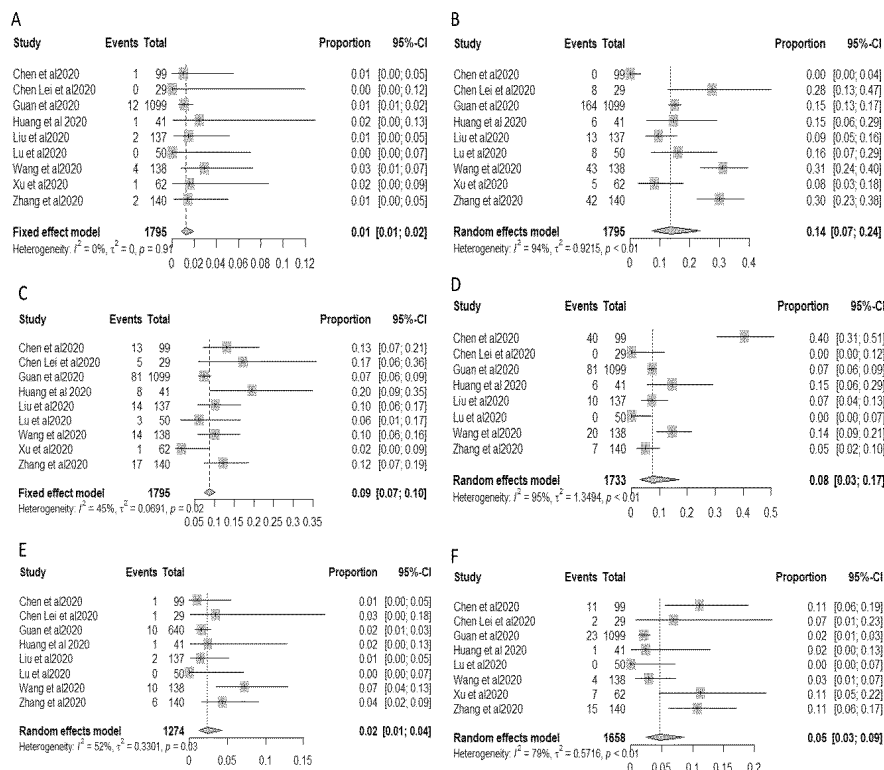 A
Study Events Total Proportion 95%-CI
Chen et al2020 1 99 0.01 [0.00; 0.05]
Chen Lei et al2020 0 29 0.00 [0.00; 0.12]
Guan et al2020 12 1099 0.01 [0.01; 0.02]
Huang et al2020 1 41 0.02 [0.00; 0.13]
Liu et al2020 2 137 0.01 [0.00; 0.05]
Lu et al2020 0 50 0.00 [0.00; 0.07]
Wang et al2020 4 138 0.03 [0.01; 0.07]
Xu et al2020 1 62 0.02 [0.00; 0.09]
Zhang et al2020 2 140 0.01 [0.00; 0.05]
Fixed effect model 1795 0.01 [0.01; 0.02]
Heterogeneity: I² = 0%, τ² = 0, p = 0.91
0 0.02 0.04 0.06 0.08 0.1 0.12
B
Study Events Total Proportion 95%-CI
Chen et al2020 0 99 0.00 [0.00; 0.04]
Chen Lei et al2020 8 29 0.28 [0.13; 0.47]
Guan et al2020 164 1099 0.15 [0.13; 0.17]
Huang et al2020 6 41 0.15 [0.06; 0.29]
Liu et al2020 13 137 0.09 [0.05; 0.16]
Lu et al2020 8 50 0.16 [0.07; 0.29]
Wang et al2020 43 138 0.31 [0.24; 0.40]
Xu et al2020 5 62 0.08 [0.03; 0.18]
Zhang et al2020 42 140 0.30 [0.23; 0.38]
Random effects model 1795 0.14 [0.07; 0.24]
Heterogeneity: I² = 94%, τ² = 0.9215, p < 0.01
0 0.1 0.2 0.3 0.4
C
Study Events Total Proportion 95%-CI
Chen et al2020 13 99 0.13 [0.07; 0.21]
Chen Lei et al2020 5 29 0.17 [0.06; 0.36]
Guan et al2020 81 1099 0.07 [0.06; 0.09]
Huang et al2020 8 41 0.20 [0.09; 0.35]
Liu et al2020 14 137 0.10 [0.06; 0.17]
Lu et al2020 3 50 0.06 [0.01; 0.17]
Wang et al2020 14 138 0.10 [0.06; 0.16]
Xu et al2020 1 62 0.02 [0.00; 0.09]
Zhang et al2020 17 140 0.12 [0.07; 0.19]
Fixed effect model 1795 0.09 [0.07; 0.10]
Heterogeneity: I² = 45%, τ² = 0.0691, p = 0.02
0.05 0.1 0.15 0.2 0.25 0.3 0.35
D
Study Events Total Proportion 95%-CI
Chen et al2020 40 99 0.40 [0.31; 0.51]
Chen Lei et al2020 0 29 0.00 [0.00; 0.12]
Guan et al2020 81 1099 0.07 [0.06; 0.09]
Huang et al2020 6 41 0.15 [0.06; 0.29]
Liu et al2020 10 137 0.07 [0.04; 0.13]
Lu et al2020 0 50 0.00 [0.00; 0.07]
Wang et al2020 20 138 0.14 [0.09; 0.21]
Zhang et al2020 7 140 0.05 [0.02; 0.10]
Random effects model 1733 0.08 [0.03; 0.17]
Heterogeneity: I² = 95%, τ² = 1.3494, p < 0.01
0 0.1 0.2 0.3 0.4 0.5
E
Study Events Total Proportion 95%-CI
Chen et al2020 1 99 0.01 [0.00; 0.05]
Chen Lei et al2020 1 29 0.03 [0.00; 0.18]
Guan et al2020 10 640 0.02 [0.01; 0.03]
Huang et al 2020 1 41 0.02 [0.00; 0.13]
Liu et al2020 2 137 0.01 [0.00; 0.05]
Lu et al2020 0 50 0.00 [0.00; 0.07]
Wang et al2020 10 138 0.07 [0.04; 0.13]
Zhang et al2020 6 140 0.04 [0.02; 0.09]
Random effects model 1274 0.02 [0.01; 0.04]
Heterogeneity: I² = 52%, τ² = 0.3301, p = 0.03
0 0.05 0.1 0.15
F
Study Events Total Proportion 95%-CI
Chen et al2020 11 99 0.11 [0.06; 0.19]
Chen Lei et al2020 2 29 0.07 [0.01; 0.23]
Guan et al2020 23 1099 0.02 [0.01; 0.03]
Huang et al2020 1 41 0.02 [0.00; 0.13]
Lu et al2020 0 50 0.00 [0.00; 0.07]
Wang et al2020 4 138 0.03 [0.01; 0.07]
Xu et al2020 7 62 0.11 [0.05; 0.22]
Zhang et al2020 15 140 0.11 [0.06; 0.17]
Random effects model 1658 0.05 [0.03; 0.09]
Heterogeneity: I² = 79%, τ² = 0.5716, p < 0.01
0 0.05 0.1 0.15 0.2